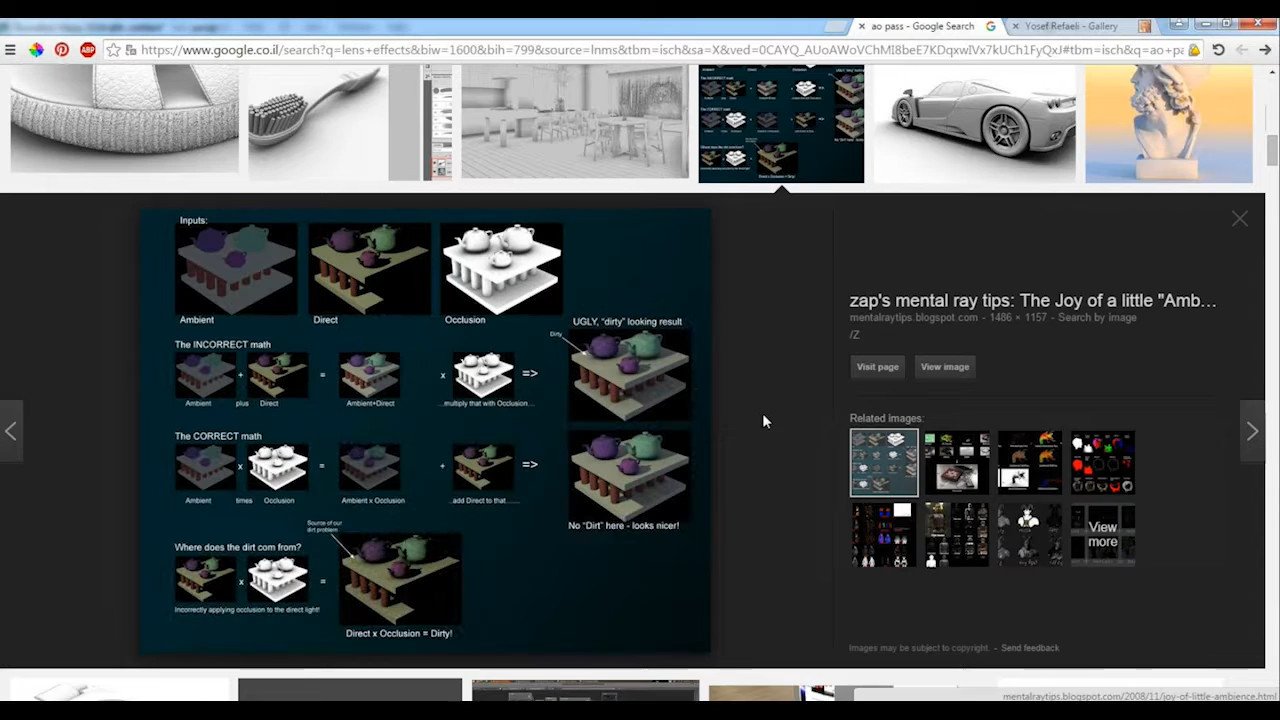 ao pass - Google Search
Yosef Refaeli - Gallery
ABP
https://www.google.co.il/search?q=lens+effects&biw=1600&bih=799&source=lnms&tbm=isch&sa=X&ved=0CAYQ_AUoAWoVChMI8beE7KDqwwIVx7kUCh1FyQxJ#tbm=isch&q=ao+pa
Inputs:
Ambient
Direct
Occlusion
UGLY, "dirty" looking result
Dirty
The INCORRECT math
+
=
x
=>
Ambient
plus
Direct
Ambient+Direct
...multiply that with Occlusion...
The CORRECT math
x
=
+
=>
Ambient
times
Occlusion
Ambient x Occlusion
..add Direct to that.......
No "Dirt" here - looks nicer!
Source of our
dirt problem
Where does the dirt com from?
x
=
Incorrectly applying occlusion to the direct light!
Direct x Occlusion = Dirty!
zap's mental ray tips: The Joy of a little "Amb...
mentalraytips.blogspot.com - 1486 × 1157 - Search by image
/Z
Visit page
View image
Related images:
View
more
Images may be subject to copyright. - Send feedback
mentalraytips.blogspot.com/2008/11/joy-of-little-ambience.html